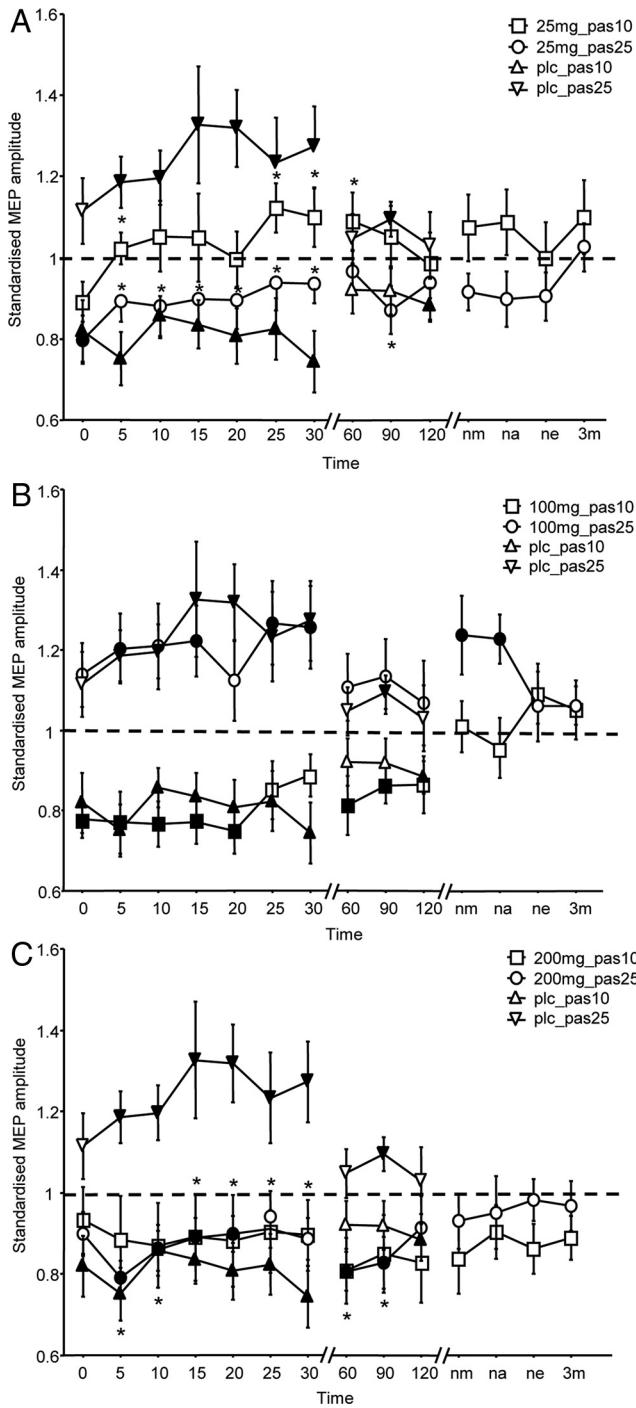 A
1.6
1.4
1.2
1
0.8
0.6
Standardised MEP amplitude
25mg_pas10
25mg_pas25
plc_pas10
plc_pas25
*
*
*
*
*
*
*
*
*
*
*
0 5 10 15 20 25 30 60 90 120 nm na ne 3m
Time
B
1.6
1.4
1.2
1
0.8
0.6
Standardised MEP amplitude
100mg_pas10
100mg_pas25
plc_pas10
plc_pas25
0 5 10 15 20 25 30 60 90 120 nm na ne 3m
Time
C
1.6
1.4
1.2
1
0.8
0.6
Standardised MEP amplitude
200mg_pas10
200mg_pas25
plc_pas10
plc_pas25
* * * *
* * * *
0 5 10 15 20 25 30 60 90 120 nm na ne 3m
Time